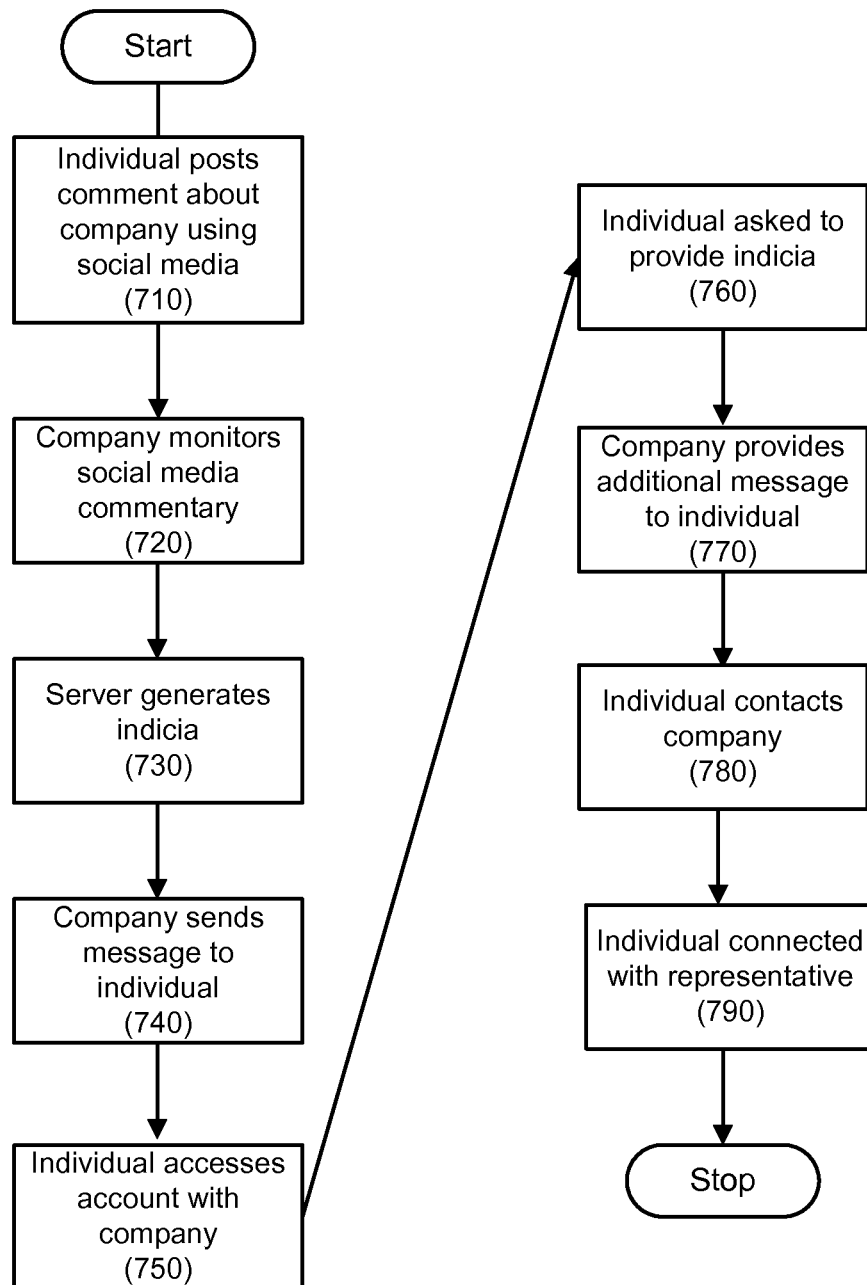 Start
Individual posts
comment about
company using
social media
(710)
Company monitors
social media
commentary
(720)
Server generates
indicia
(730)
Company sends
message to
individual
(740)
Individual accesses
account with
company
(750)
Individual asked to
provide indicia
(760)
Company provides
additional message
to individual
(770)
Individual contacts
company
(780)
Individual connected
with representative
(790)
Stop